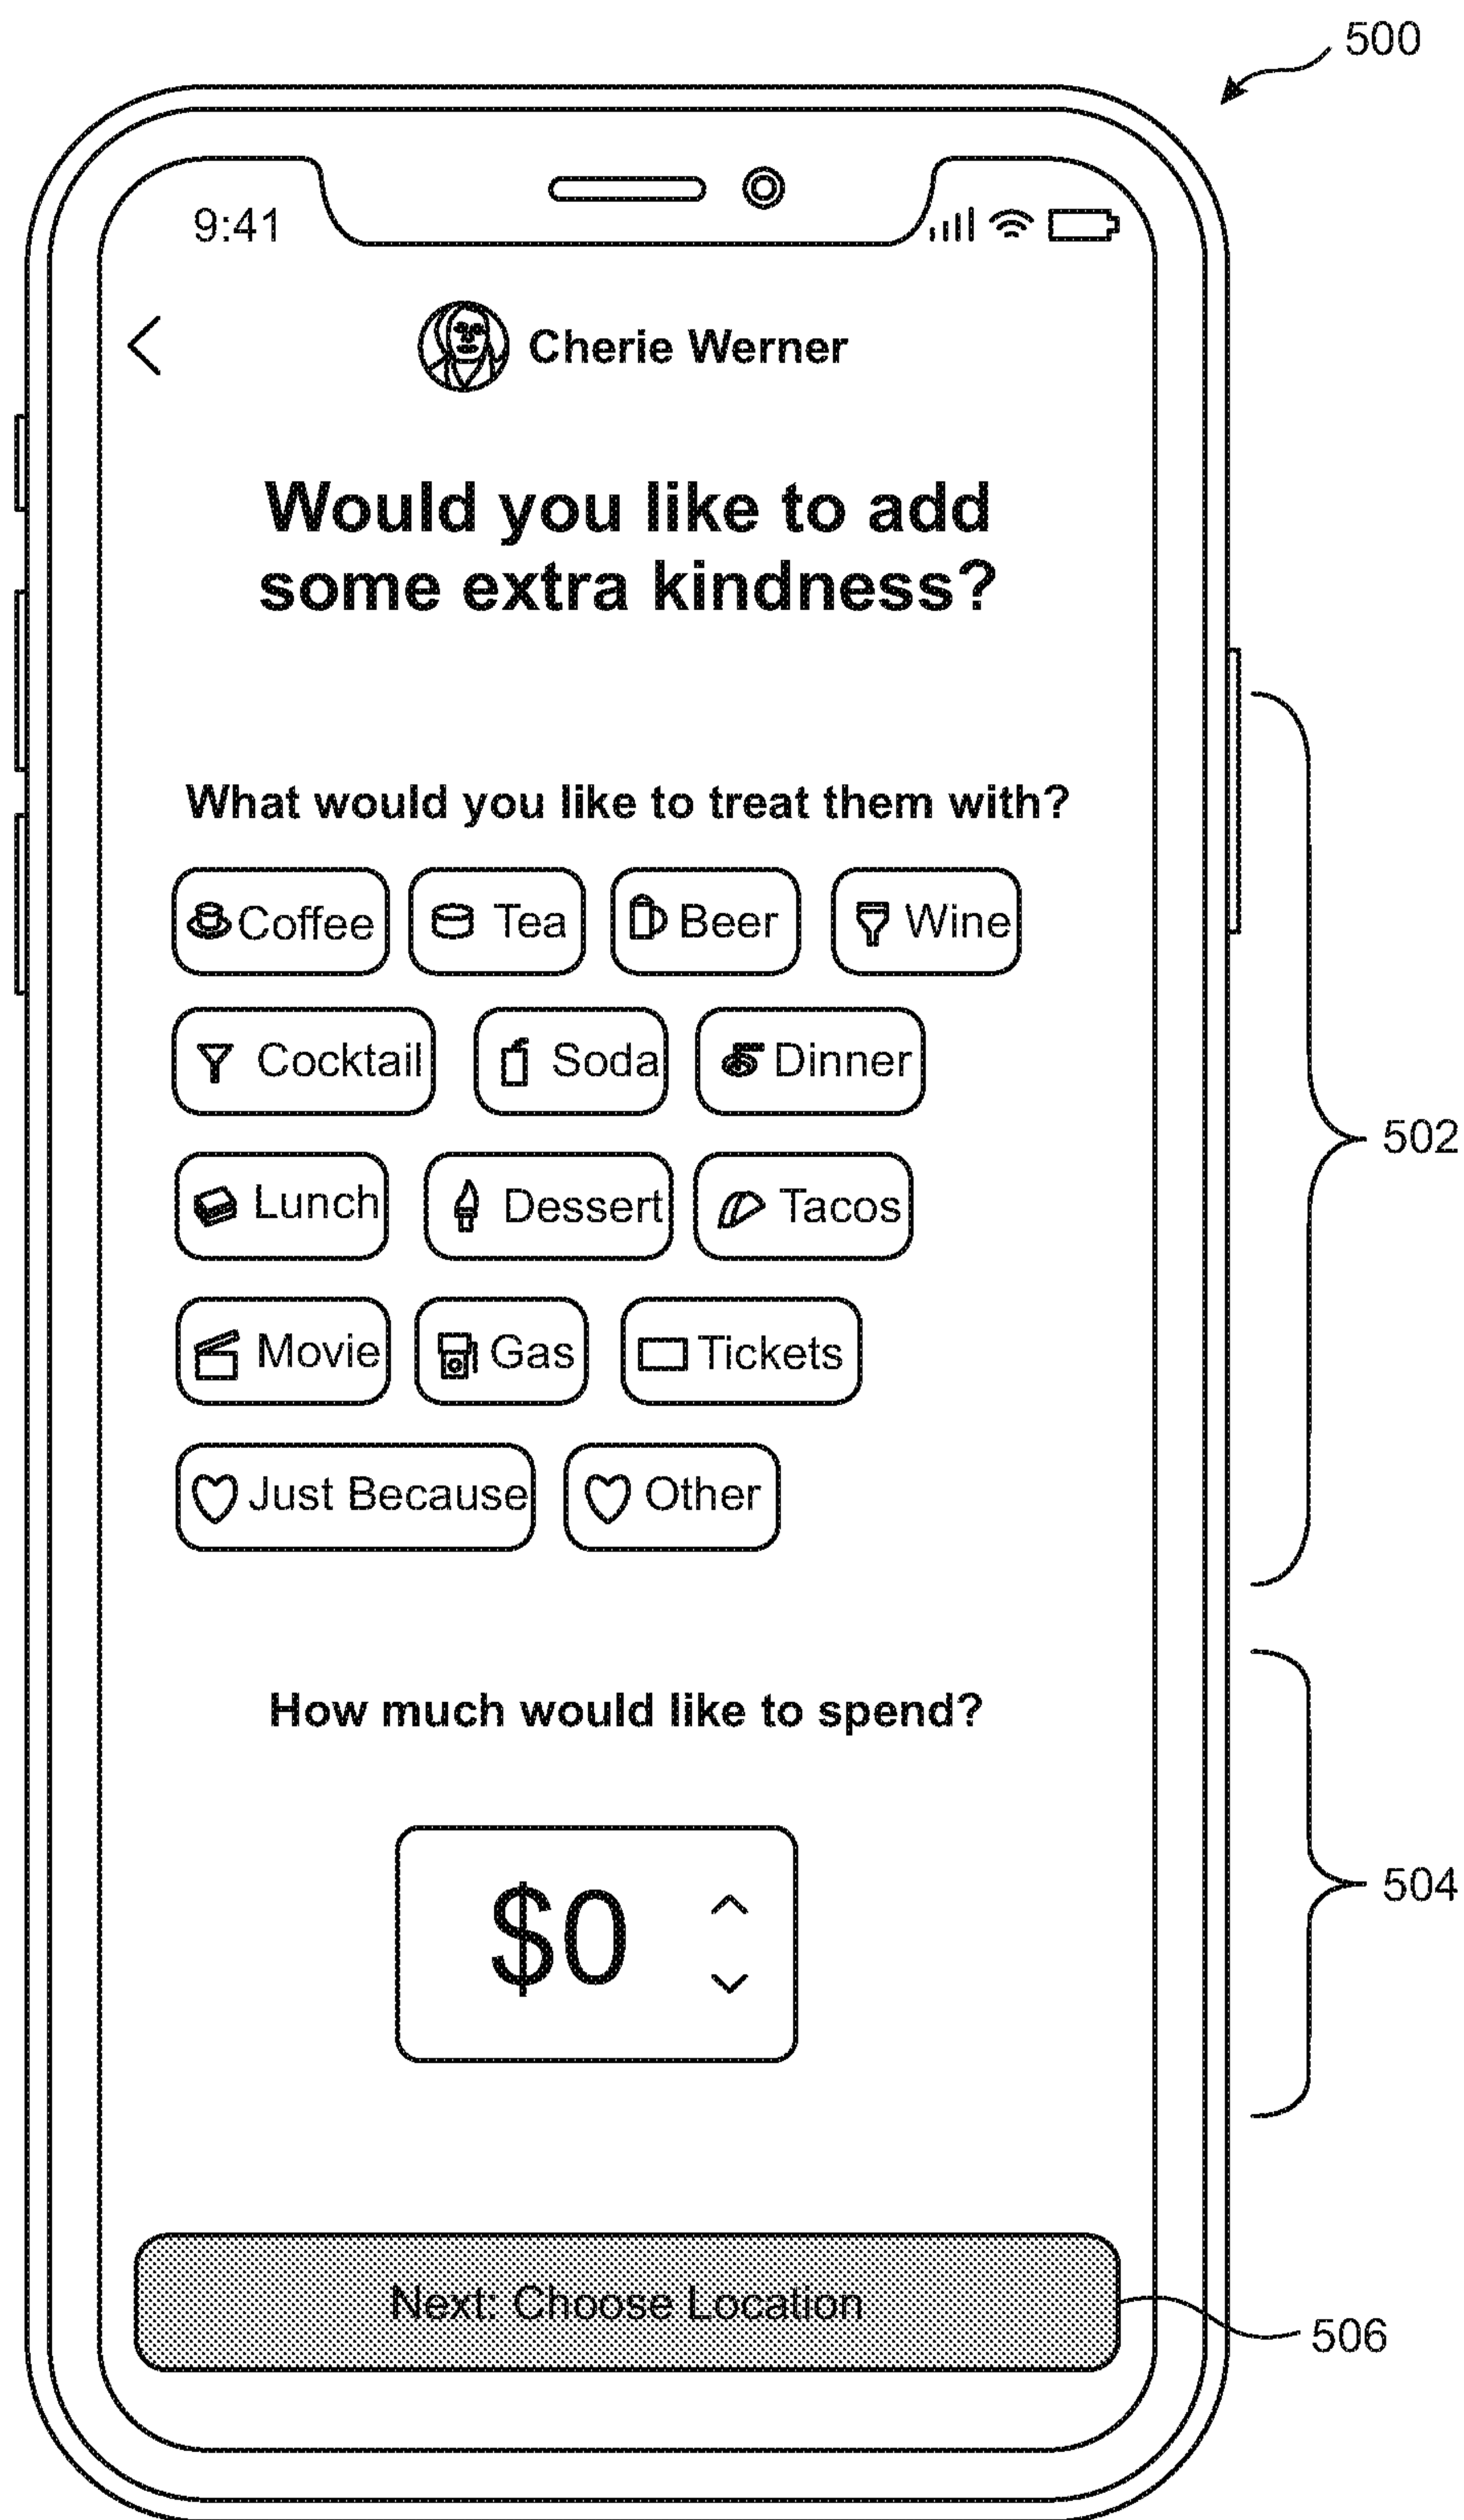 500
9:41
Cherie Werner
Would you like to add
some extra kindness?
What would you like to treat them with?
Coffee Tea Beer Wine
Cocktail Soda Dinner
502
Lunch Dessert Tacos
Movie Gas Tickets
Just Because Other
How much would like to spend?
504
$0
Next: Choose Location
506